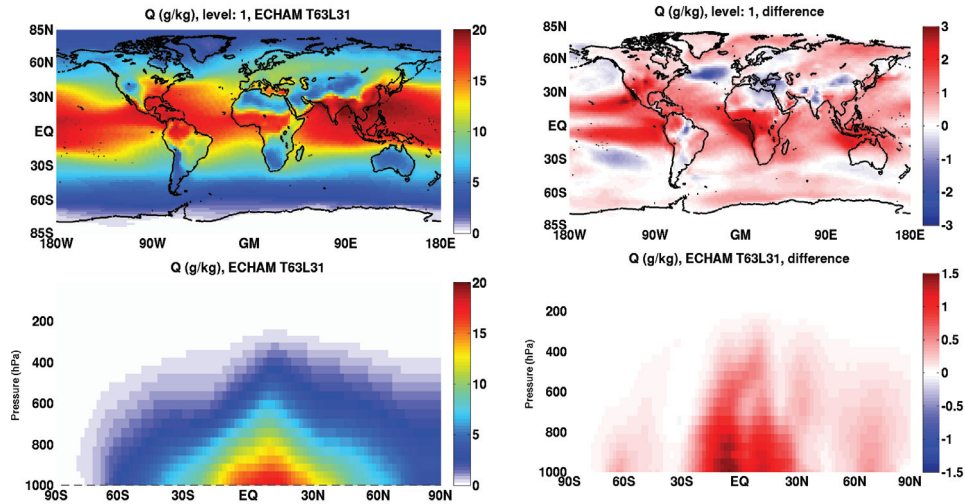 Q (g/kg), level: 1, ECHAM T63L31
85N
60N
30N
EQ
30S
60S
85S
180W
90W
GM
90E
180E
20
15
10
5
0
Q (g/kg), level: 1, difference
85N
60N
30N
EQ
30S
60S
85S
180W
90W
GM
90E
180E
3
2
1
0
-1
-2
-3
Q (g/kg), ECHAM T63L31
Pressure (hPa)
200
400
600
800
1000
90S
60S
30S
EQ
30N
60N
90N
20
15
10
5
0
Q (g/kg), ECHAM T63L31, difference
Pressure (hPa)
200
400
600
800
1000
90S
60S
30S
EQ
30N
60N
90N
1.5
1
0.5
0
-0.5
-1
-1.5